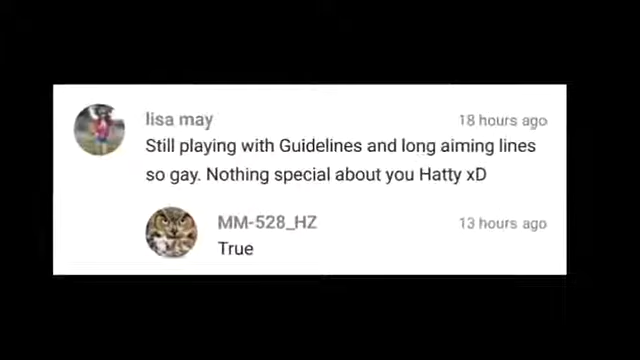 lisa may 18 hours ago
Still playing with Guidelines and long aiming lines
so gay. Nothing special about you Hatty xD
MM-528_HZ 13 hours ago
True